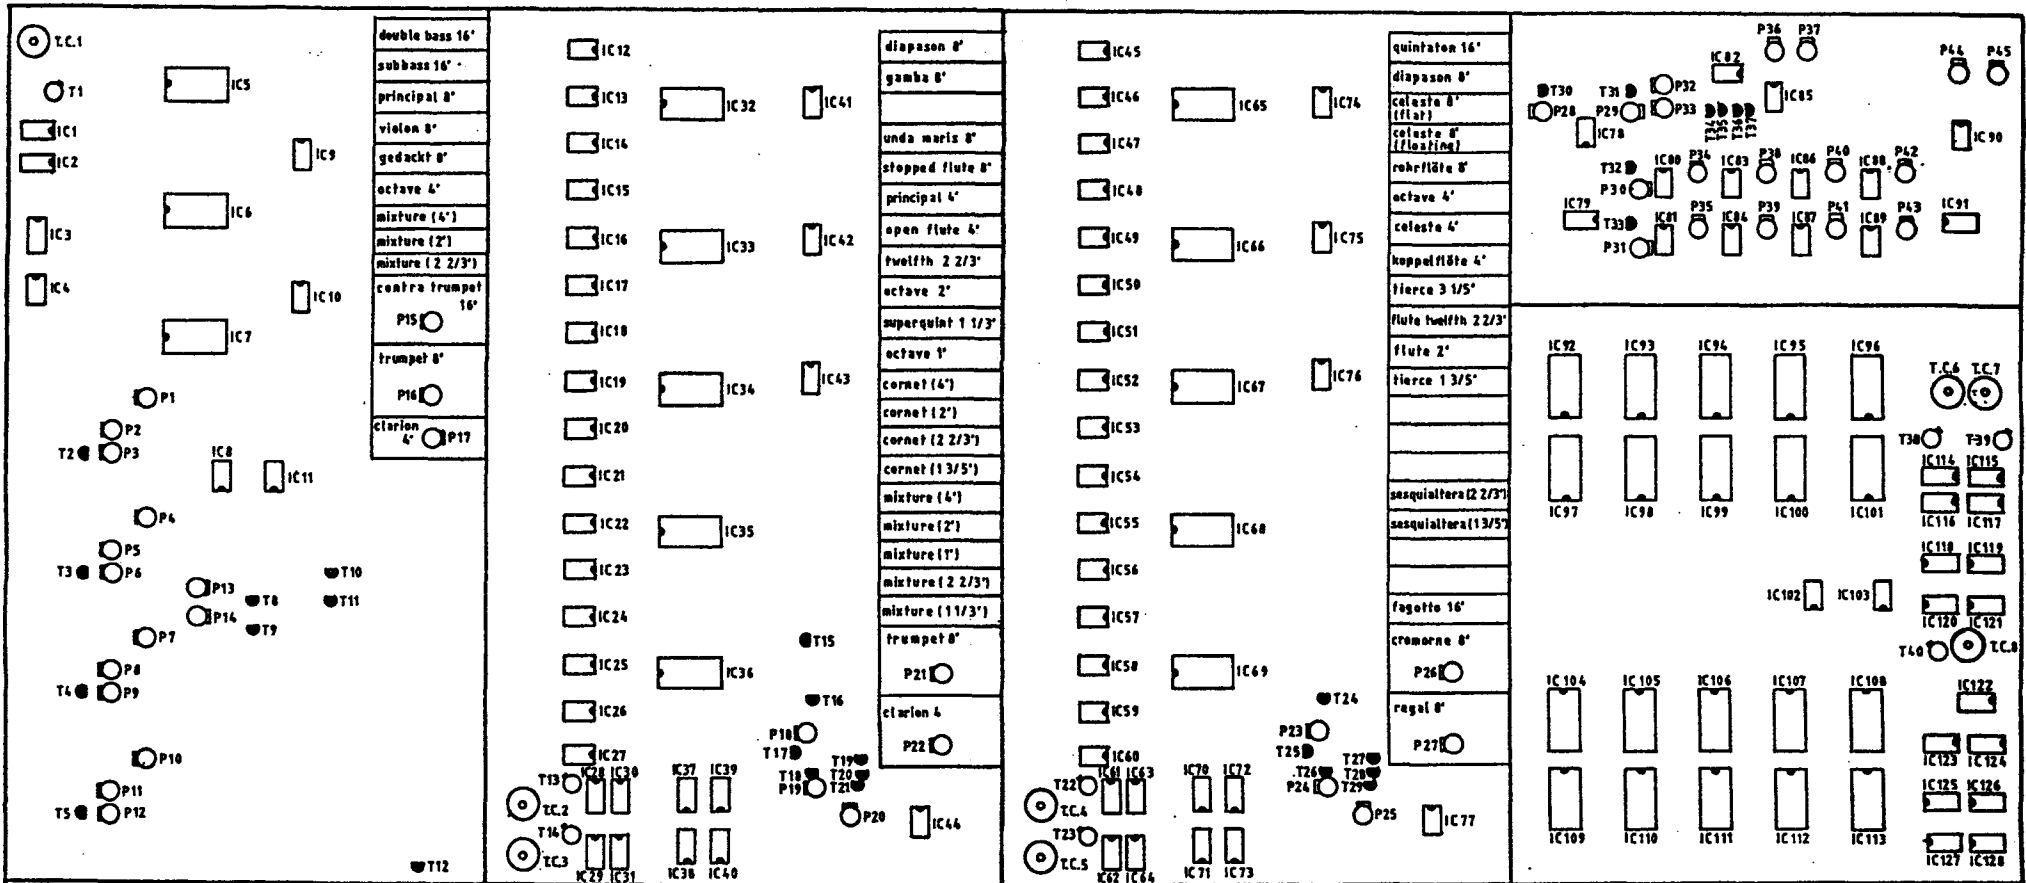 T.C.1
T1
IC1
IC2
IC3
IC4
IC5
IC6
IC7
IC9
IC10
P1
P2
T2
P3
IC8
IC11
P4
P5
T3
P6
P13
P14
T8
T9
T10
T11
P7
P8
T4
P9
P10
P11
T5
P12
T12
double bass 16'
subbass 16'
principal 8'
violon 8'
gedackt 8'
octave 4'
mixture (4')
mixture (2')
mixture (2 2/3')
contra trumpet
16'
P15
trumpet 8'
P16
clarion
4'
P17
IC12
IC13
IC14
IC15
IC16
IC17
IC18
IC19
IC20
IC21
IC22
IC23
IC24
IC25
IC26
IC27
T13
IC28
IC30
T.C.2
T14
T.C.3
IC29
IC31
IC32
IC33
IC34
IC35
IC36
IC37
IC39
IC38
IC40
IC41
IC42
IC43
T15
T16
P18
T17
T19
T18
T20
P19
T21
P20
IC44
diapason 8'
gamba 8'
unda maris 8'
stopped flute 8'
principal 4'
open flute 4'
twelfth 2 2/3'
octave 2'
superquint 1 1/3'
octave 1'
cornet (4')
cornet (2')
cornet (2 2/3')
cornet (1 3/5')
mixture (4')
mixture (2')
mixture (1')
mixture (2 2/3')
mixture (1 1/3')
trumpet 8'
P21
clarion 4
P22
IC45
IC46
IC47
IC48
IC49
IC50
IC51
IC52
IC53
IC54
IC55
IC56
IC57
IC58
IC59
IC60
T22
IC61
IC63
T.C.4
T23
T.C.5
IC62
IC64
IC65
IC66
IC67
IC68
IC69
IC70
IC72
IC71
IC73
IC74
IC75
IC76
T24
P23
T25
T27
T26
T28
P24
T29
P25
IC77
quintaton 16'
diapason 8'
celeste 8'
(flat)
celeste 8'
(floating)
rohrflöte 8'
octave 4'
celeste 4'
koppelflöte 4'
tierce 3 1/5'
flute twelfth 2 2/3'
flute 2'
tierce 1 3/5'
sesquialtera (2 2/3')
sesquialtera (1 3/5')
fagotto 16'
cromorne 8'
P26
regal 8'
P27
P36
P37
IC82
P44
P45
T30
P28
T31
P29
P32
P33
IC85
T34
T35
T36
T37
IC78
IC90
T32
P30
IC80
P34
IC83
P38
IC86
P40
IC88
P42
IC79
T33
P31
IC81
P35
IC84
P39
IC87
P41
IC89
P43
IC91
IC92
IC93
IC94
IC95
IC96
T.C.6
T.C.7
T38
T39
IC97
IC98
IC99
IC100
IC101
IC114
IC115
IC116
IC117
IC118
IC119
IC102
IC103
IC120
IC121
T40
T.C.8
IC104
IC105
IC106
IC107
IC108
IC122
IC123
IC124
IC125
IC126
IC109
IC110
IC111
IC112
IC113
IC127
IC128